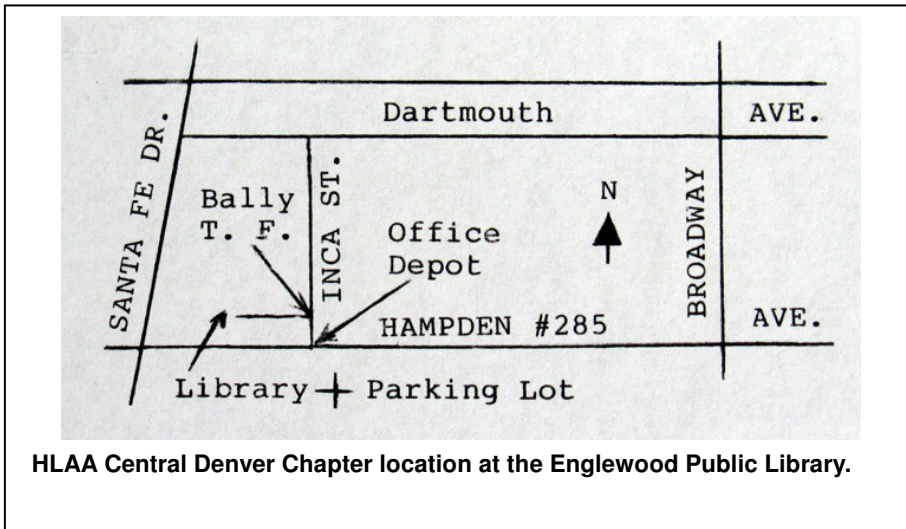 Dartmouth AVE.
SANTA FE DR.
Bally
T. F.
INCA ST.
Office
Depot
N
BROADWAY
HAMPDEN #285 AVE.
Library + Parking Lot
HLAA Central Denver Chapter location at the Englewood Public Library.